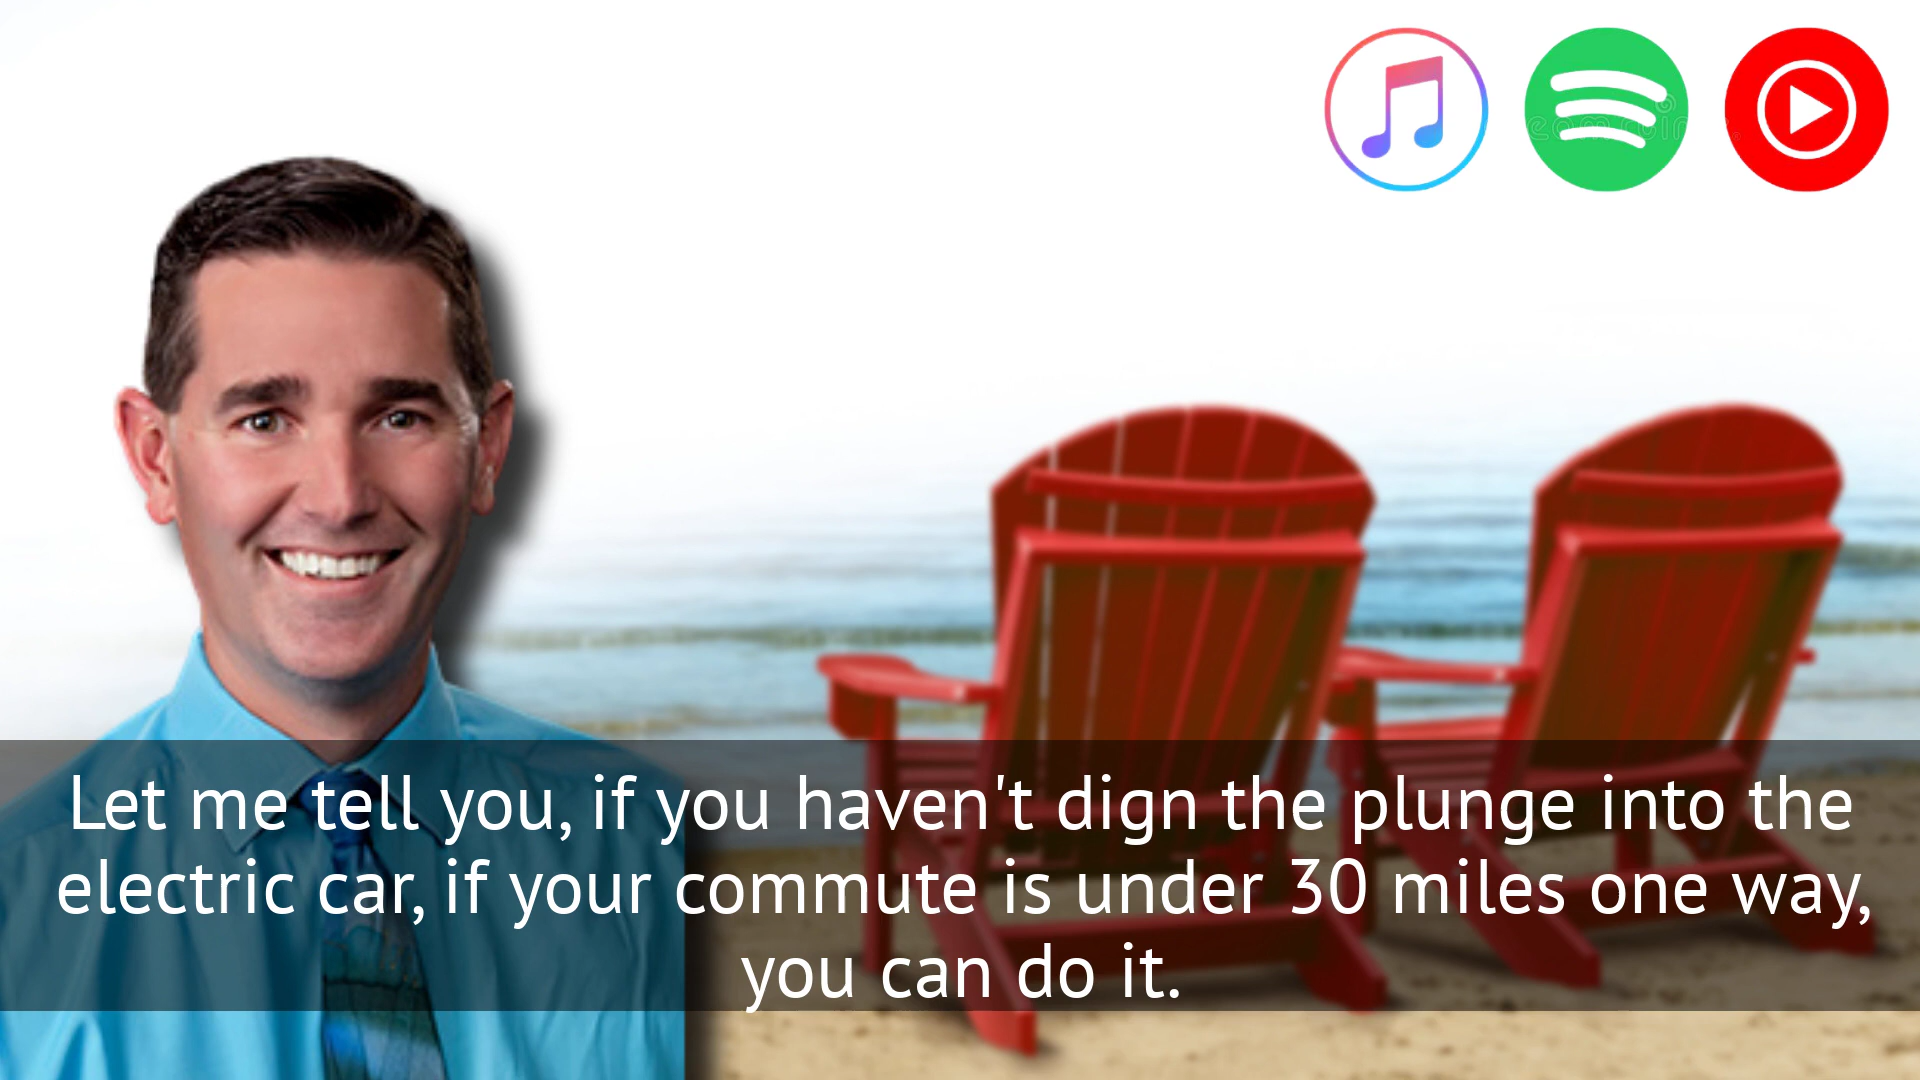 Let me tell you, if you haven't dign the plunge into the
electric car, if your commute is under 30 miles one way,
you can do it.